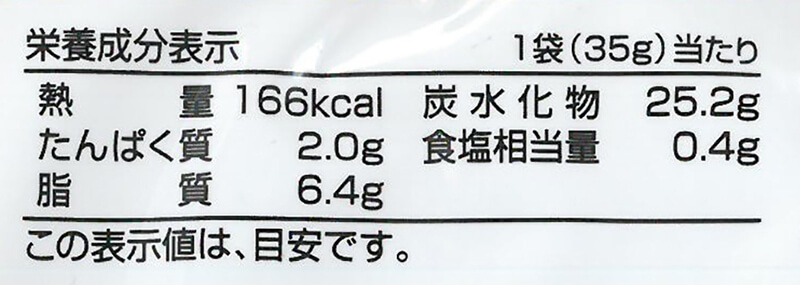 栄養成分表示 1袋(35g)当たり
熱量 166kcal 炭水化物 25.2g
たんぱく質 2.0g 食塩相当量 0.4g
脂質 6.4g
この表示値は、目安です。